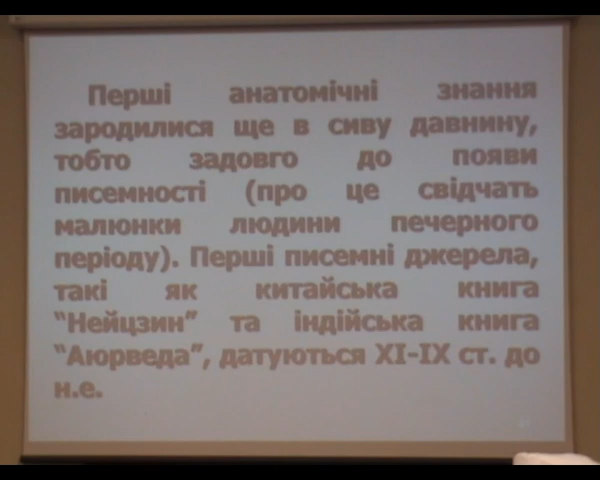 Перші анатомічні знання
зародилися ще в сиву давнину,
тобто задовго до появи
писемності (про це свідчать
малюнки людини печерного
періоду). Перші писемні джерела,
такі як китайська книга
“Нейцзин” та індійська книга
“Аюрведа”, датуються XI-IX ст. до
н.е.